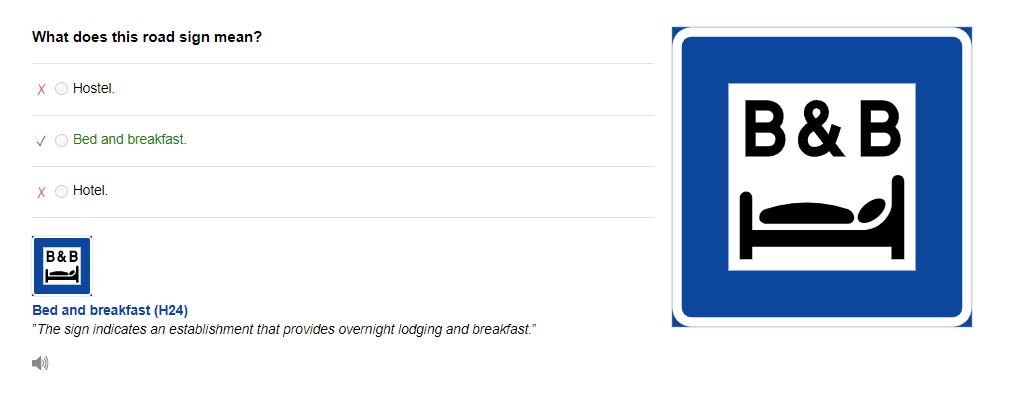 What does this road sign mean?
✗ Hostel.
✓ Bed and breakfast.
✗ Hotel.
B & B
B & B
Bed and breakfast (H24)
"The sign indicates an establishment that provides overnight lodging and breakfast."